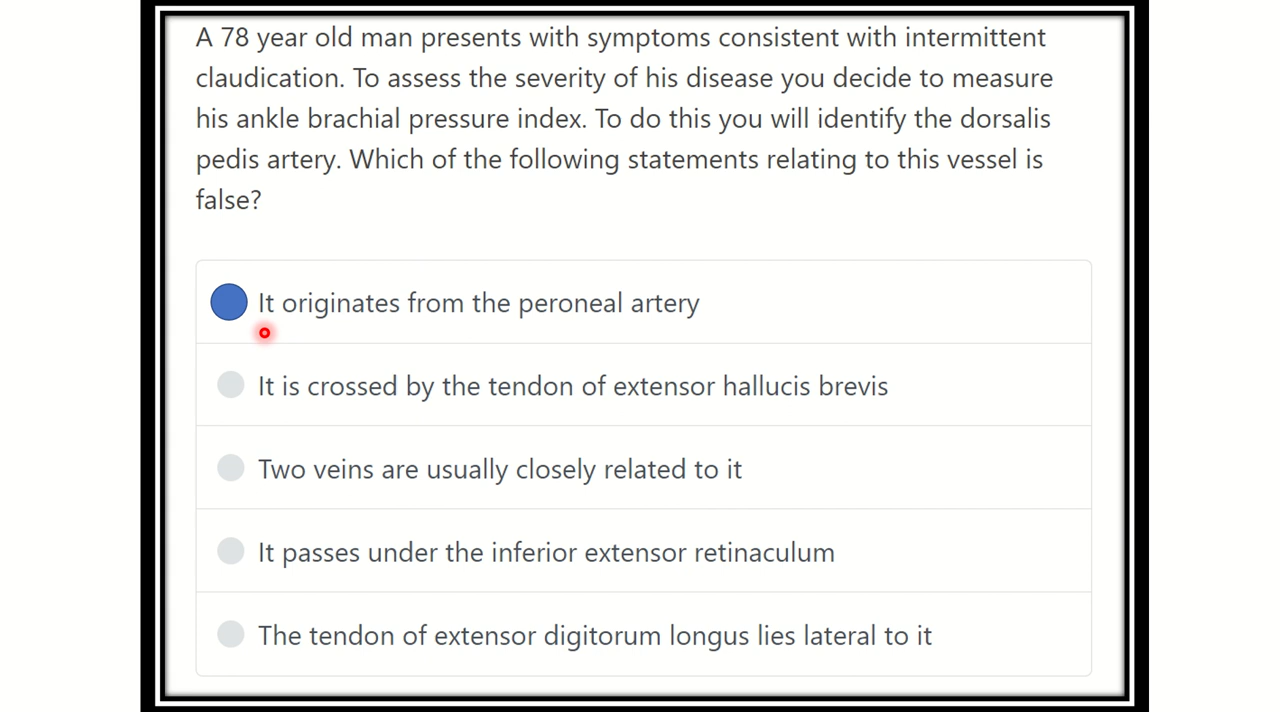 A 78 year old man presents with symptoms consistent with intermittent
claudication. To assess the severity of his disease you decide to measure
his ankle brachial pressure index. To do this you will identify the dorsalis
pedis artery. Which of the following statements relating to this vessel is
false?
It originates from the peroneal artery
It is crossed by the tendon of extensor hallucis brevis
Two veins are usually closely related to it
It passes under the inferior extensor retinaculum
The tendon of extensor digitorum longus lies lateral to it